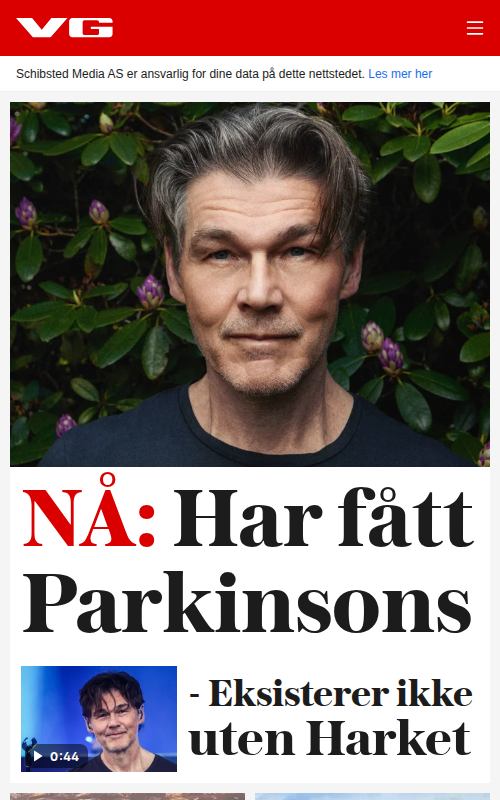 VG
Schibsted Media AS er ansvarlig for dine data på dette nettstedet. Les mer her
NÅ: Har fått
Parkinsons
0:44
- Eksisterer ikke
uten Harket